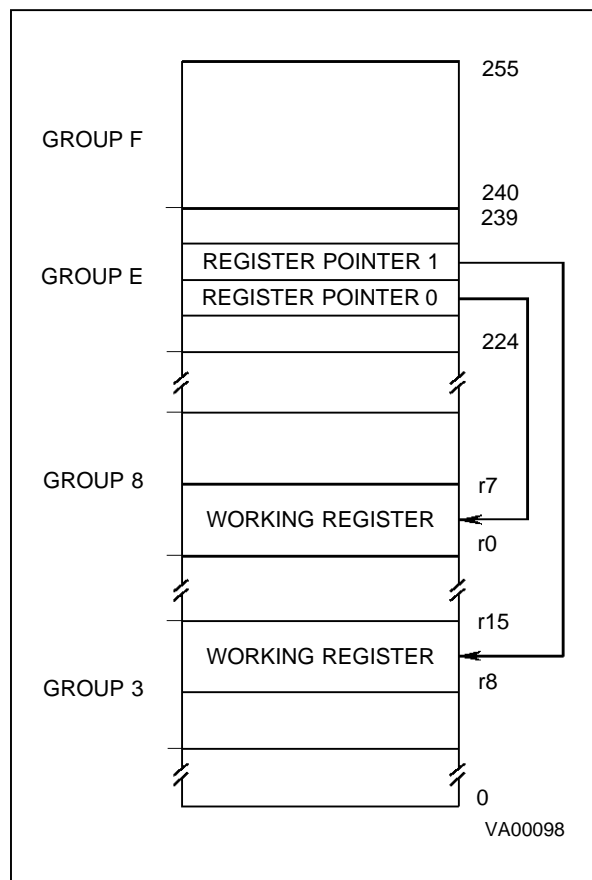 255
GROUP F
240
239
REGISTER POINTER 1
GROUP E
REGISTER POINTER 0
224
GROUP 8
r7
WORKING REGISTER
r0
r15
WORKING REGISTER
r8
GROUP 3
0
VA00098